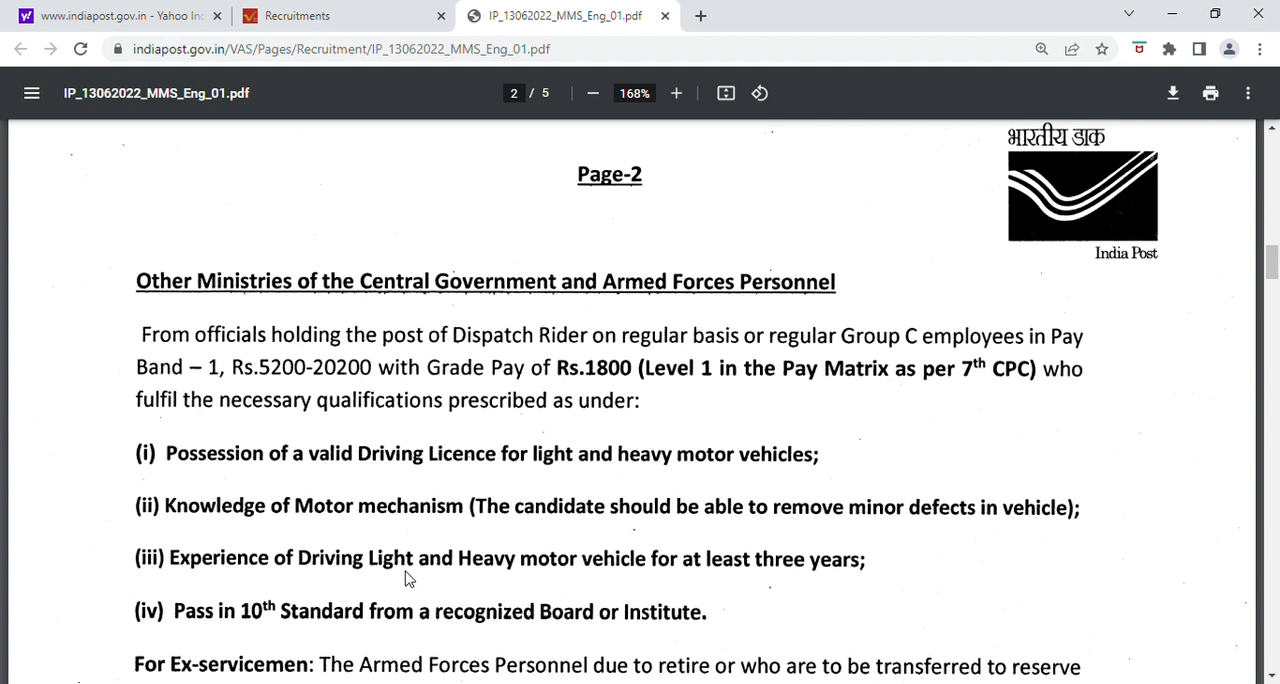 www.indiapost.gov.in - Yahoo In
Recruitments
IP_13062022_MMS_Eng_01.pdf
indiapost.gov.in/VAS/Pages/Recruitment/IP_13062022_MMS_Eng_01.pdf
IP_13062022_MMS_Eng_01.pdf
2 / 5
168%
भारतीय डाक
Page-2
India Post
Other Ministries of the Central Government and Armed Forces Personnel
From officials holding the post of Dispatch Rider on regular basis or regular Group C employees in Pay
Band – 1, Rs.5200-20200 with Grade Pay of Rs.1800 (Level 1 in the Pay Matrix as per 7th CPC) who
fulfil the necessary qualifications prescribed as under:
(i) Possession of a valid Driving Licence for light and heavy motor vehicles;
(ii) Knowledge of Motor mechanism (The candidate should be able to remove minor defects in vehicle);
(iii) Experience of Driving Light and Heavy motor vehicle for at least three years;
(iv) Pass in 10th Standard from a recognized Board or Institute.
For Ex-servicemen: The Armed Forces Personnel due to retire or who are to be transferred to reserve